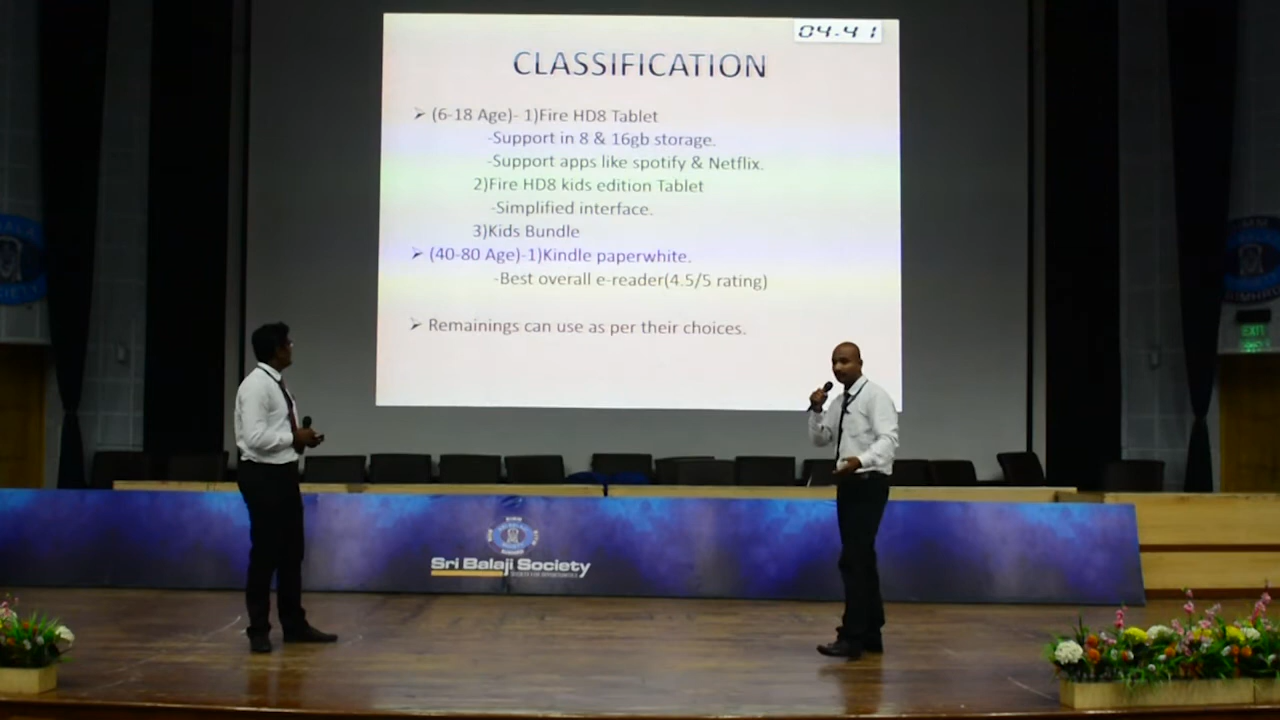 04-41
CLASSIFICATION
➢ (6-18 Age)- 1)Fire HD8 Tablet
-Support in 8 & 16gb storage.
-Support apps like spotify & Netflix.
2)Fire HD8 kids edition Tablet
-Simplified interface.
3)Kids Bundle
➢ (40-80 Age)-1)Kindle paperwhite.
-Best overall e-reader(4.5/5 rating)
➢ Remainings can use as per their choices.
EXIT
Sri Balaji Society